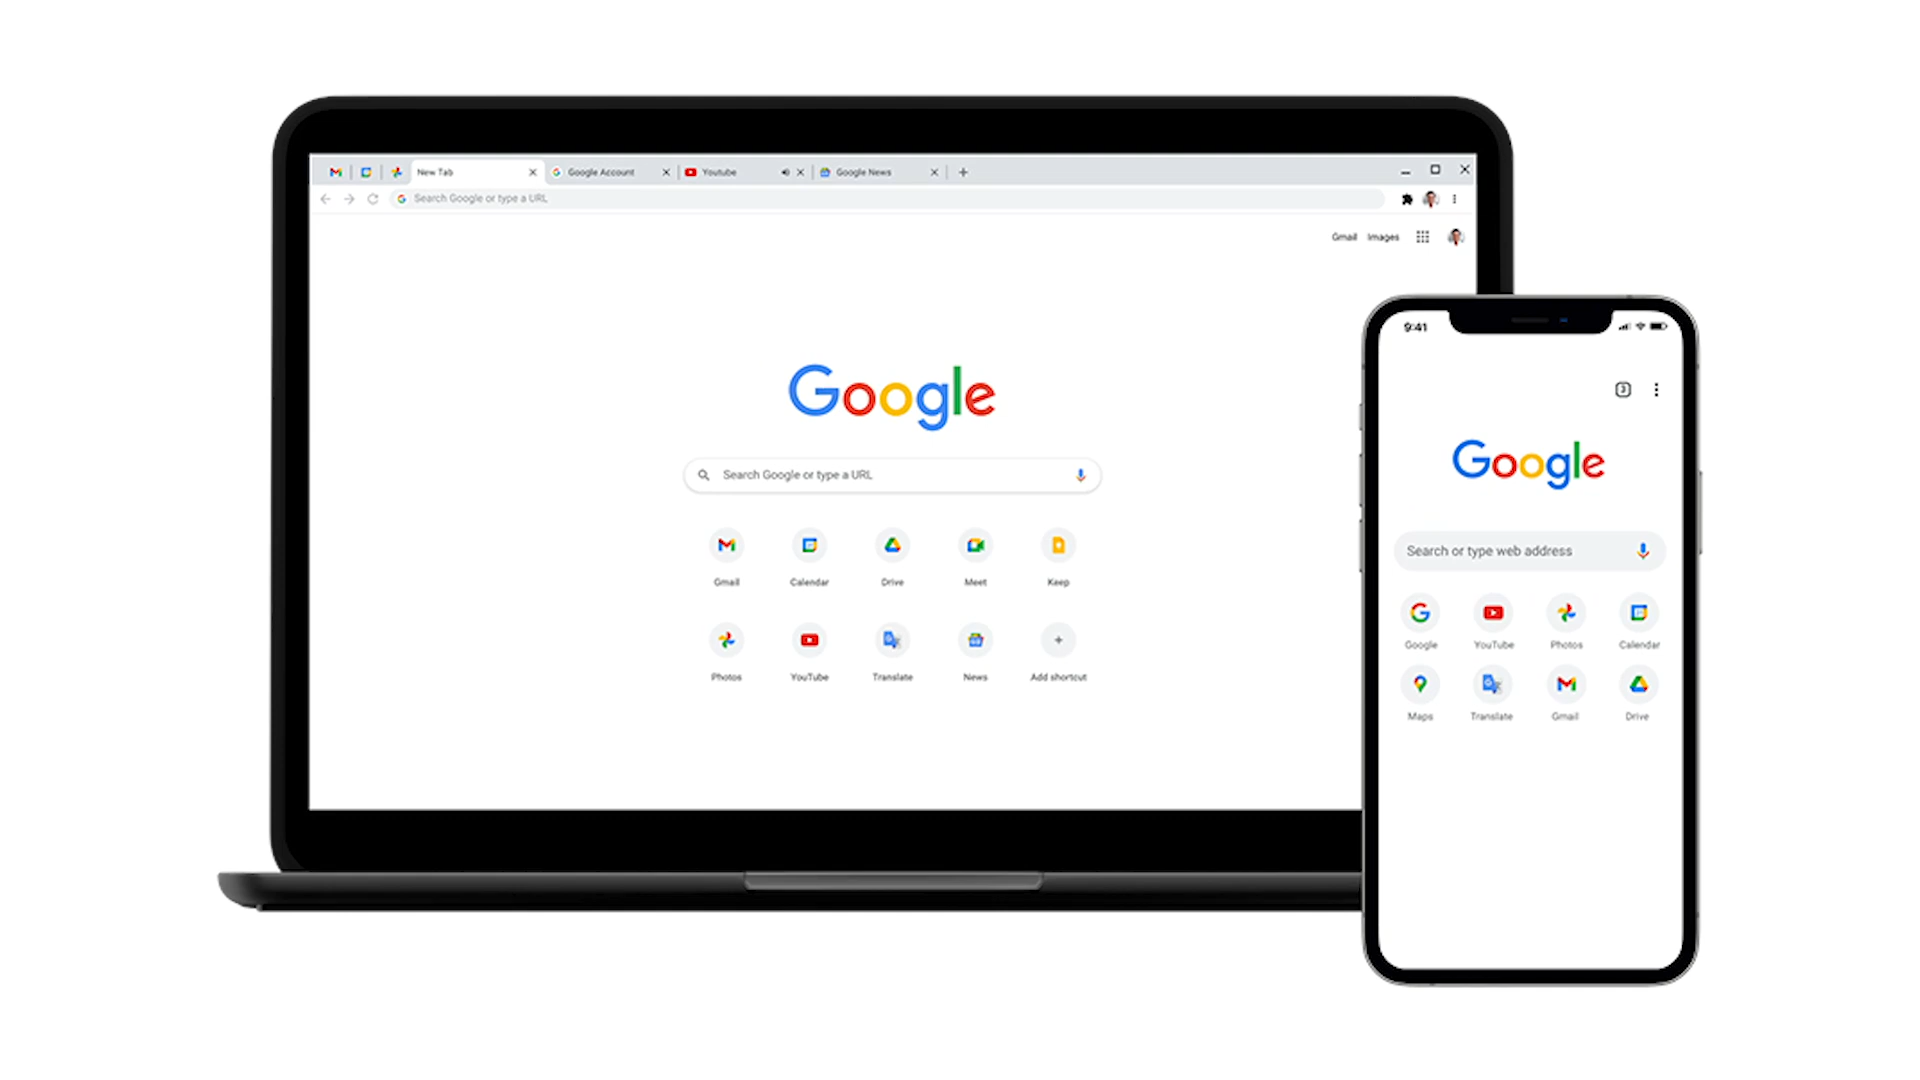 New Tab Google Account Youtube Google News
Search Google or type a URL
Gmail Images
Google
Search Google or type a URL
Gmail Calendar Drive Meet Keep
Photos YouTube Translate News Add shortcut
9:41
3
Google
Search or type web address
Google YouTube Photos Calendar
Maps Translate Gmail Drive